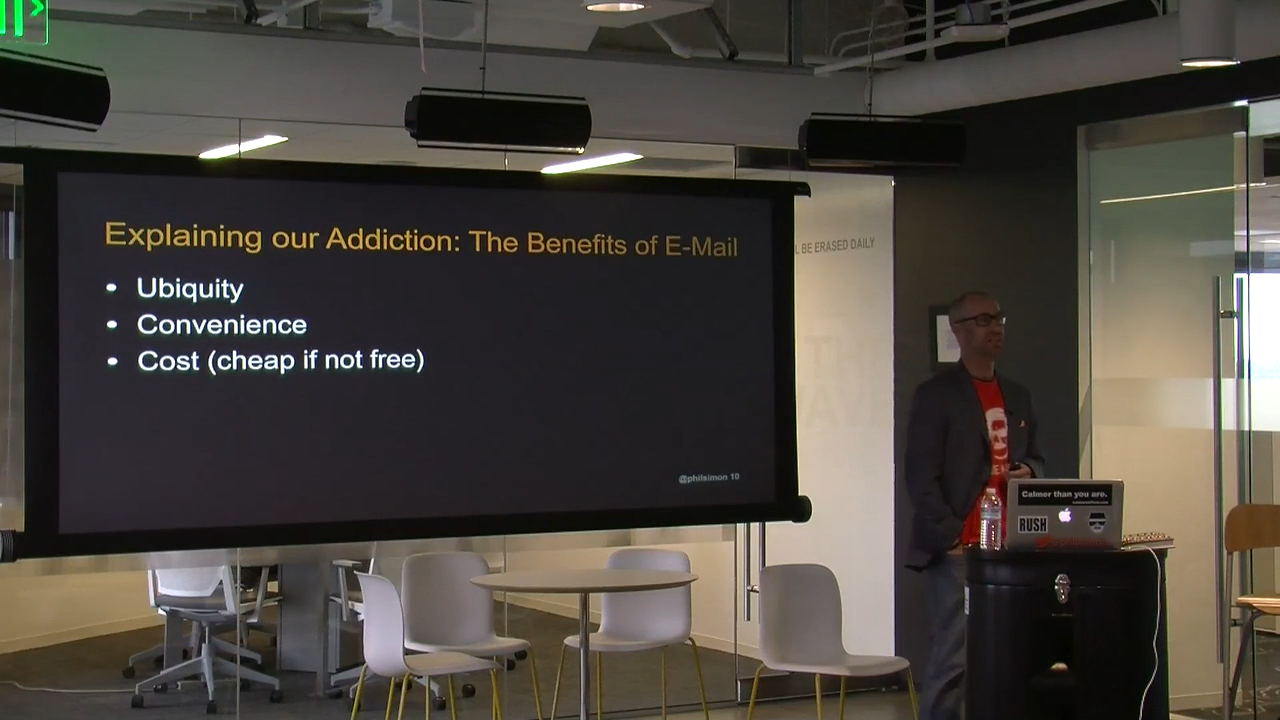 Explaining our Addiction: The Benefits of E-Mail
• Ubiquity
• Convenience
• Cost (cheap if not free)
@philsimon 10
L BE ERASED DAILY
Calmer than you are.
RUSH